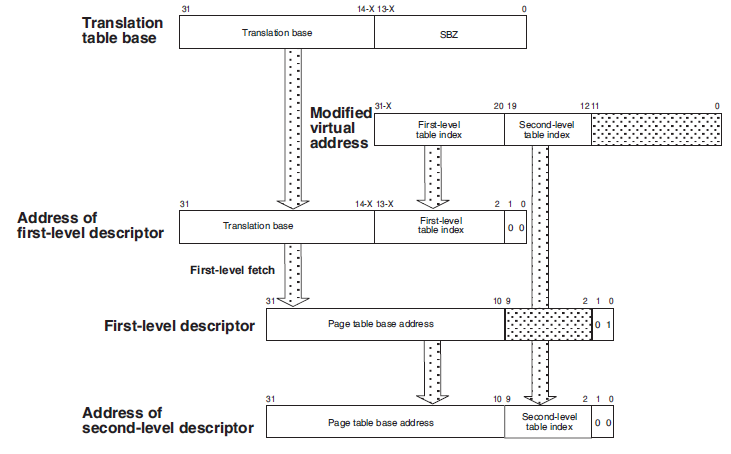 Translation
table base
31
14-X 13-X
0
Translation base
SBZ
Modified
virtual
address
31-X
20 19
12 11
0
First-level
table index
Second-level
table index
Address of
first-level descriptor
31
14-X 13-X
2 1 0
Translation base
First-level
table index
0 0
First-level fetch
First-level descriptor
31
10 9
2 1 0
Page table base address
0 1
Address of
second-level descriptor
31
10 9
2 1 0
Page table base address
Second-level
table index
0 0